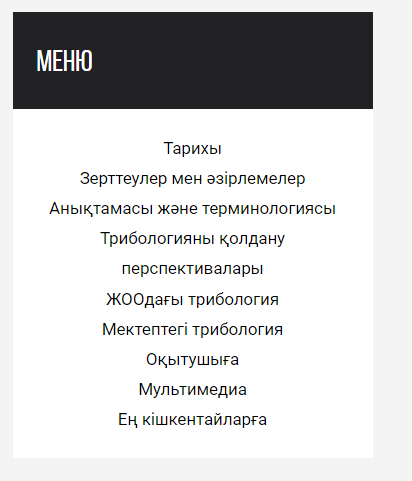 МЕНЮ
Тарихы
Зерттеулер мен әзірлемелер
Анықтамасы және терминологиясы
Трибологияны қолдану
перспективалары
ЖООдағы трибология
Мектептегі трибология
Оқытушыға
Мультимедиа
Ең кішкентайларға